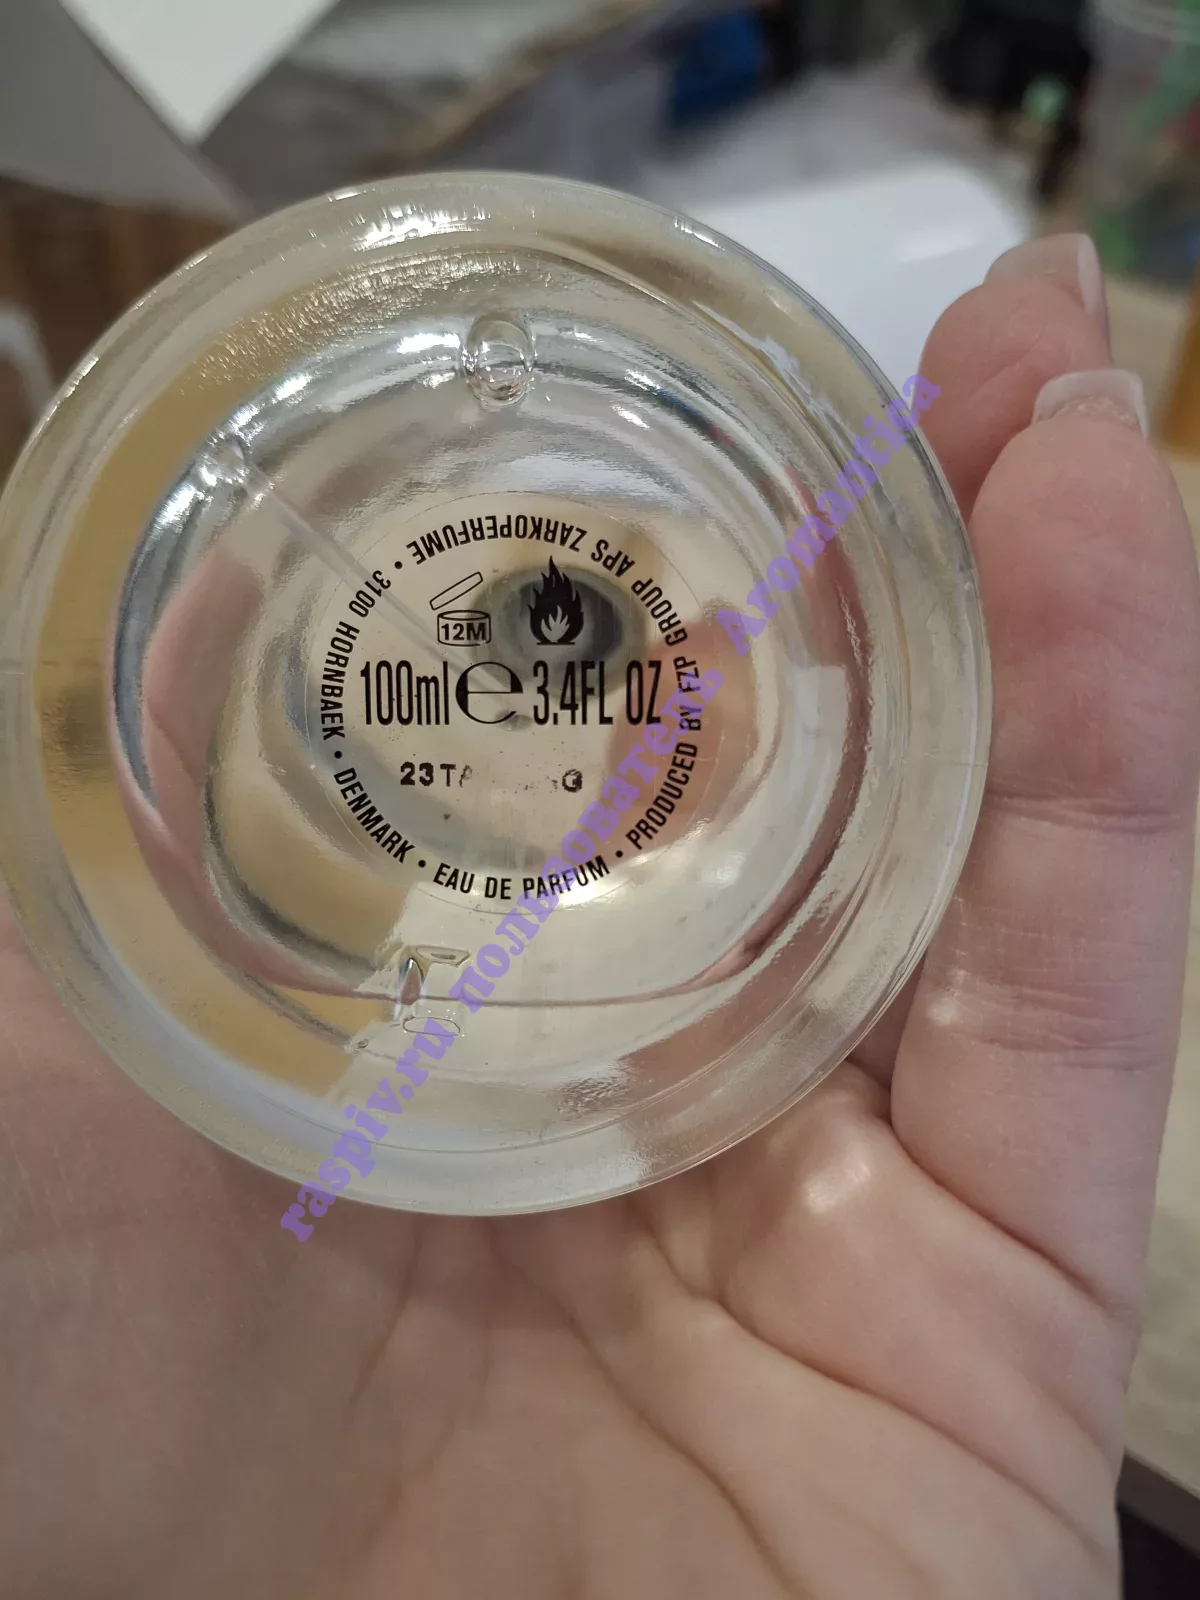 PRODUCED BY FZP GROUP APS ZARKOPERFUME • 3100 HORNBAEK • DENMARK • EAU DE PARFUM •
12M
100ml e 3.4FL OZ
23T
raspiv.ru пользователь Aromantica